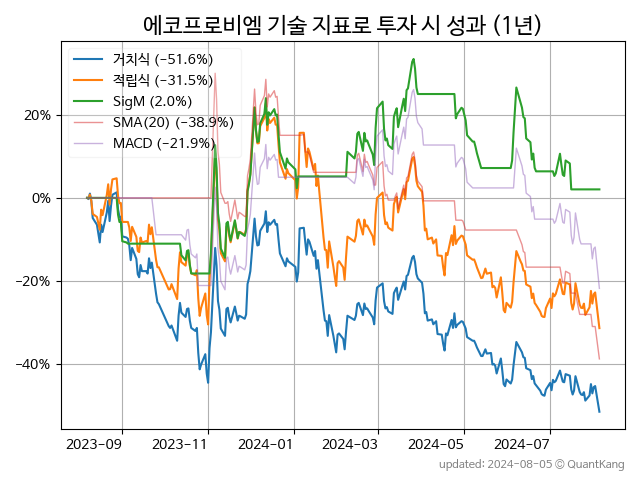 에코프로비엠 기술 지표로 투자 시 성과 (1년)
거치식 (−51.6%)
적립식 (−31.5%)
SigM (2.0%)
SMA(20) (−38.9%)
MACD (−21.9%)
20%
0%
−20%
−40%
2023-09 2023-11 2024-01 2024-03 2024-05 2024-07
updated: 2024-08-05 © QuantKang